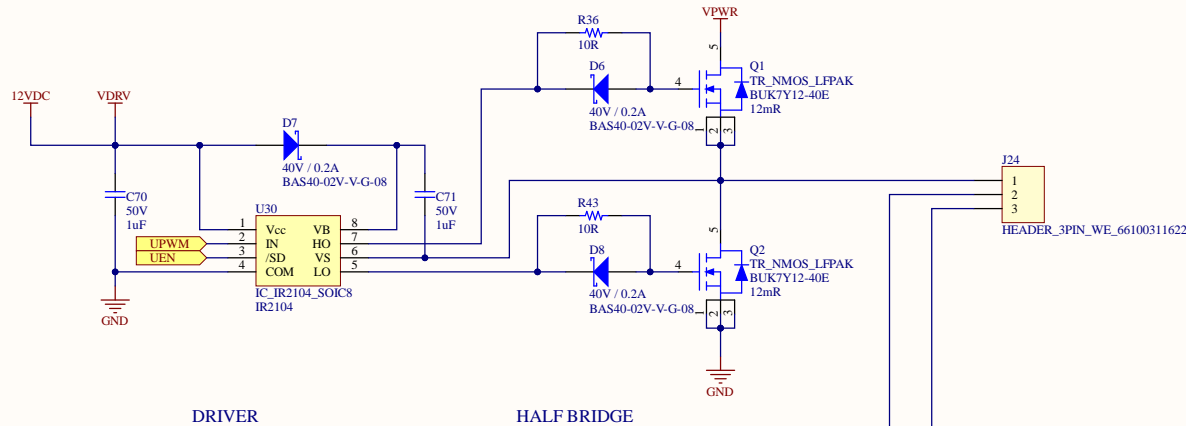 VPWR
R36
10R
5
D6
4
Q1
TR_NMOS_LFPAK
BUK7Y12-40E
12mR
40V / 0.2A
BAS40-02V-V-G-08
1
2
3
12VDC
VDRV
D7
40V / 0.2A
BAS40-02V-V-G-08
C70
50V
1uF
C71
50V
1uF
J24
1
2
3
HEADER_3PIN_WE_66100311622
U30
1 Vcc VB 8
2 IN HO 7
3 /SD VS 6
4 COM LO 5
UPWM
UEN
IC_IR2104_SOIC8
IR2104
GND
R43
10R
5
D8
4
Q2
TR_NMOS_LFPAK
BUK7Y12-40E
12mR
40V / 0.2A
BAS40-02V-V-G-08
1
2
3
GND
DRIVER
HALF BRIDGE